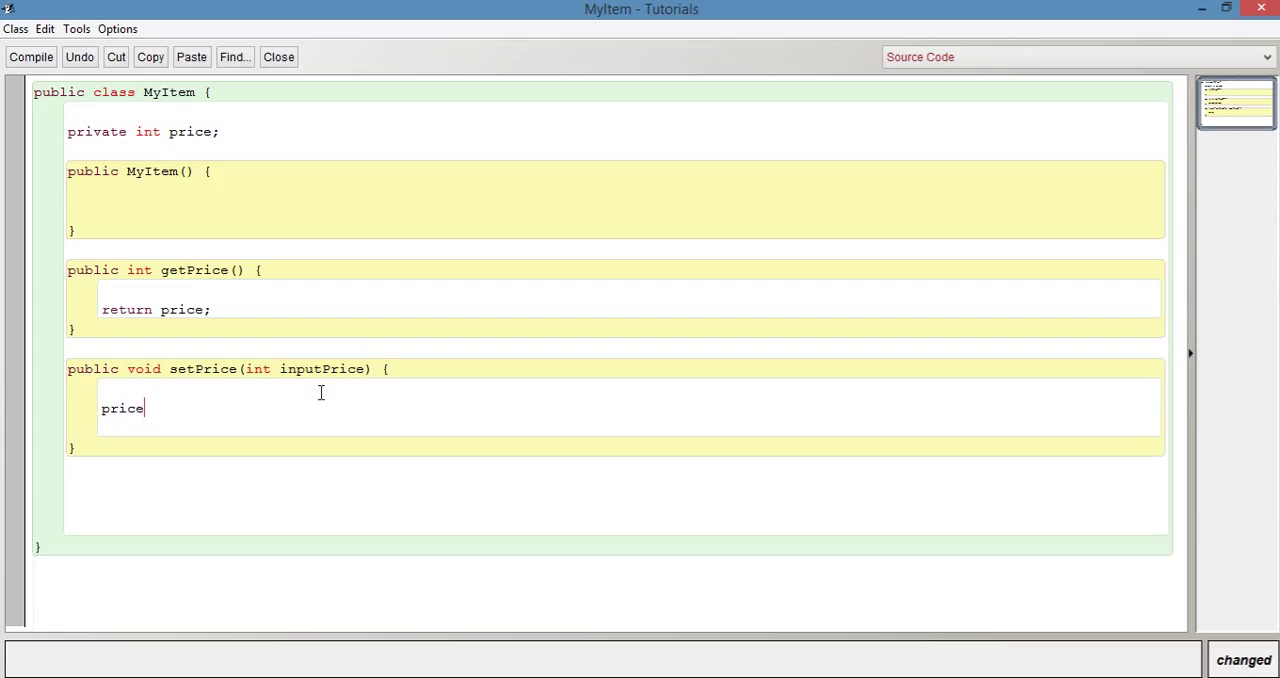 MyItem - Tutorials
Class Edit Tools Options
Compile Undo Cut Copy Paste Find... Close Source Code
public class MyItem {
private int price;
public MyItem() {
}
public int getPrice() {
return price;
}
public void setPrice(int inputPrice) {
price
}
}
changed